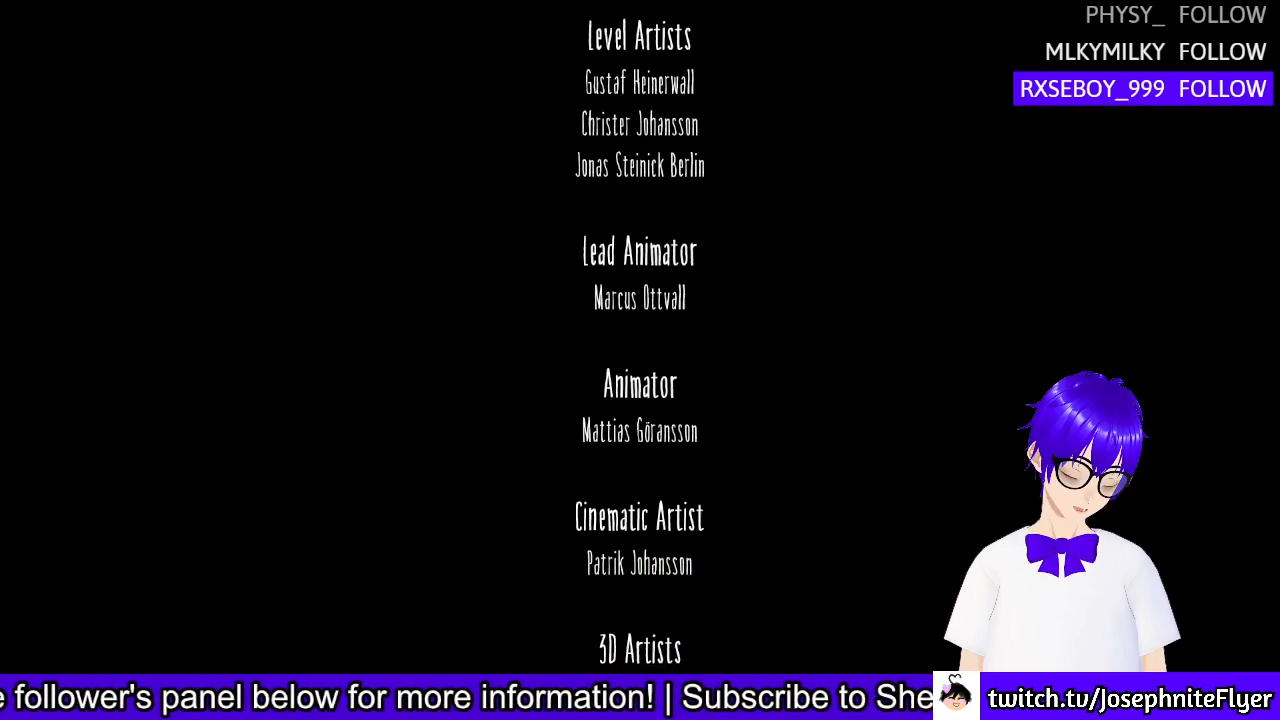 Level Artists
Gustaf Heinerwall
Christer Johansson
Jonas Steinick Berlin
Lead Animator
Marcus Ottvall
Animator
Mattias Göransson
Cinematic Artist
Patrik Johansson
3D Artists
PHYSY_ FOLLOW
MLKYMILKY FOLLOW
RXSEBOY_999 FOLLOW
e follower's panel below for more information! | Subscribe to She
twitch.tv/JosephniteFlyer